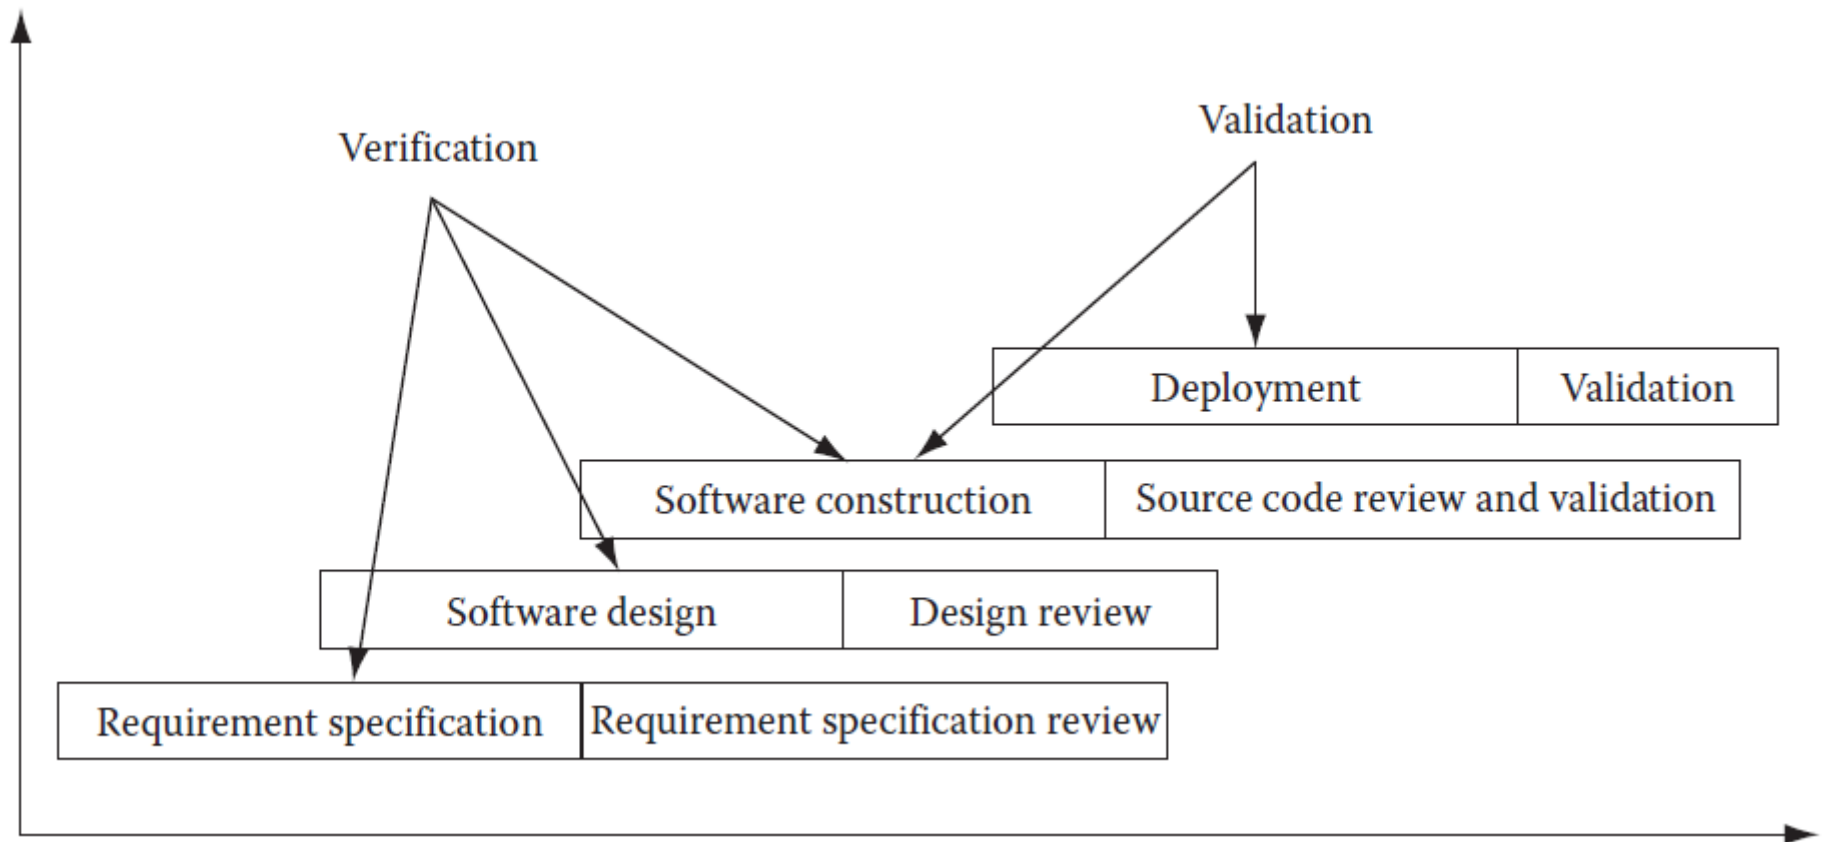 Validation
Verification
Deployment
Validation
Software construction
Source code review and validation
Software design
Design review
Requirement specification
Requirement specification review